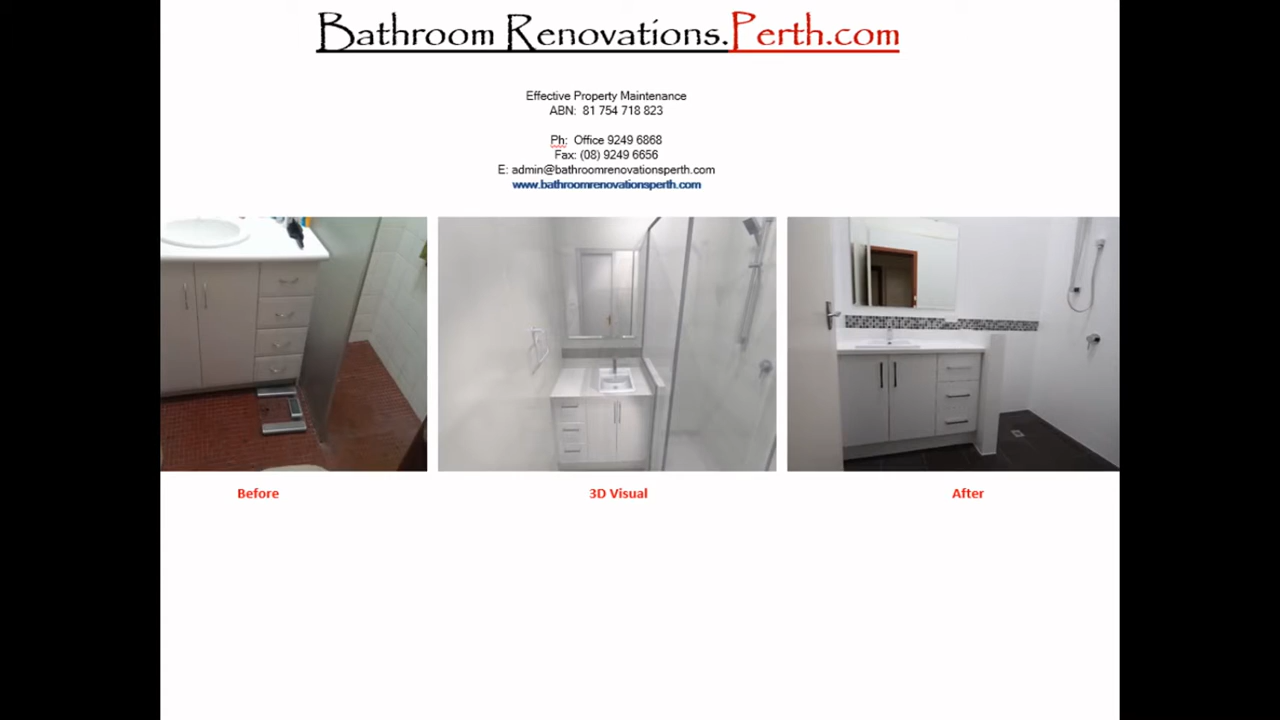 Bathroom Renovations.Perth.com
Effective Property Maintenance
ABN: 81 754 718 823
Ph: Office 9249 6868
Fax: (08) 9249 6656
E: admin@bathroomrenovationsperth.com
www.bathroomrenovationsperth.com
Before
3D Visual
After